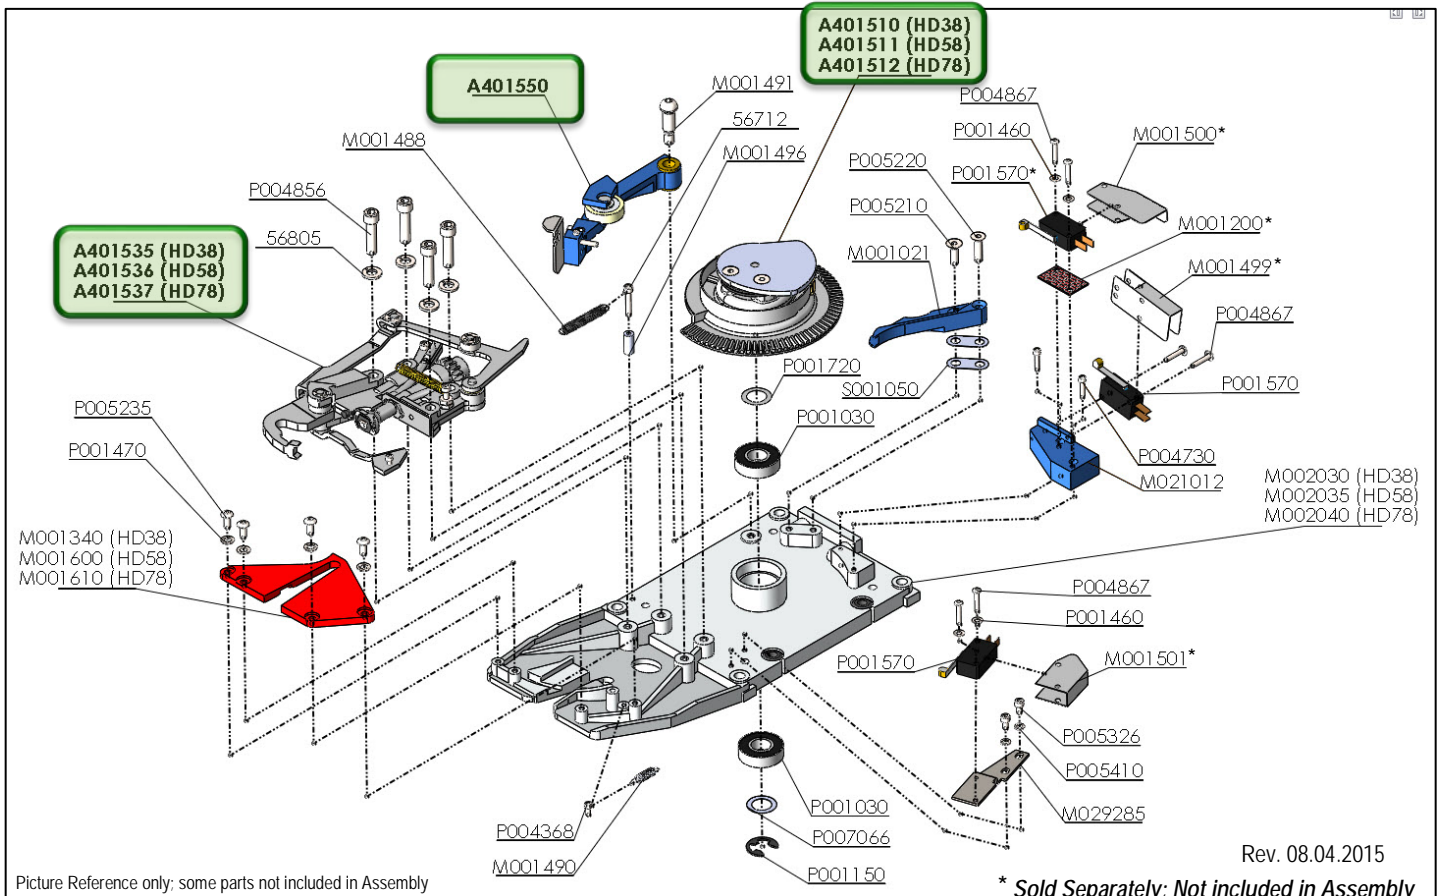 A401510 (HD38)
A401511 (HD58)
A401512 (HD78)
A401550
M001491
56712
M001496
M001488
P004856
56805
A401535 (HD38)
A401536 (HD58)
A401537 (HD78)
P004867
P001460
P001570*
M001500*
P005220
P005210
M001021
M001200*
M001499*
P004867
P001720
S001050
P001570
P005235
P001470
P001030
P004730
M021012
M002030 (HD38)
M002035 (HD58)
M002040 (HD78)
M001340 (HD38)
M001600 (HD58)
M001610 (HD78)
P004867
P001460
P001570
M001501*
P005326
P005410
M029285
P001030
P004368
P007066
M001490
P001150
Rev. 08.04.2015
Picture Reference only; some parts not included in Assembly
* Sold Separately; Not included in Assembly